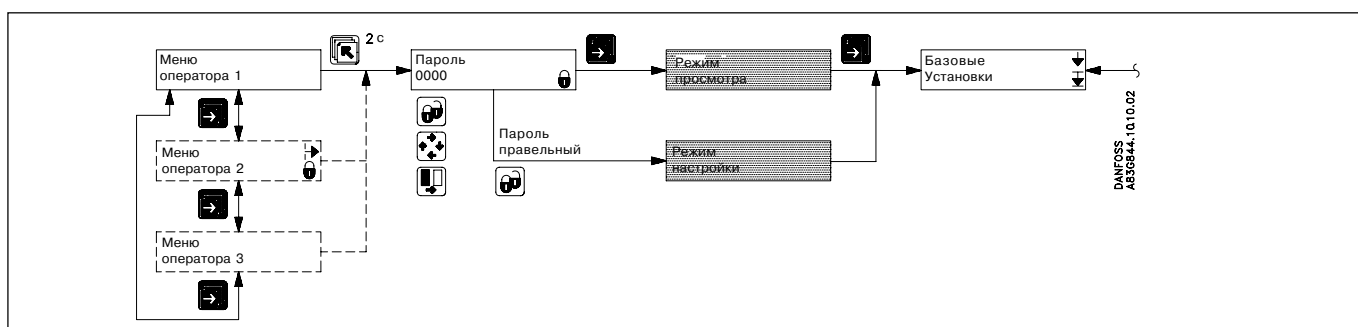 Меню
оператора 1
2 с
Пароль
0000
Режим
просмотра
Базовые
Установки
Меню
оператора 2
Пароль
правельный
Режим
настройки
Меню
оператора 3
DANFOSS
A83GB44.10.10.02